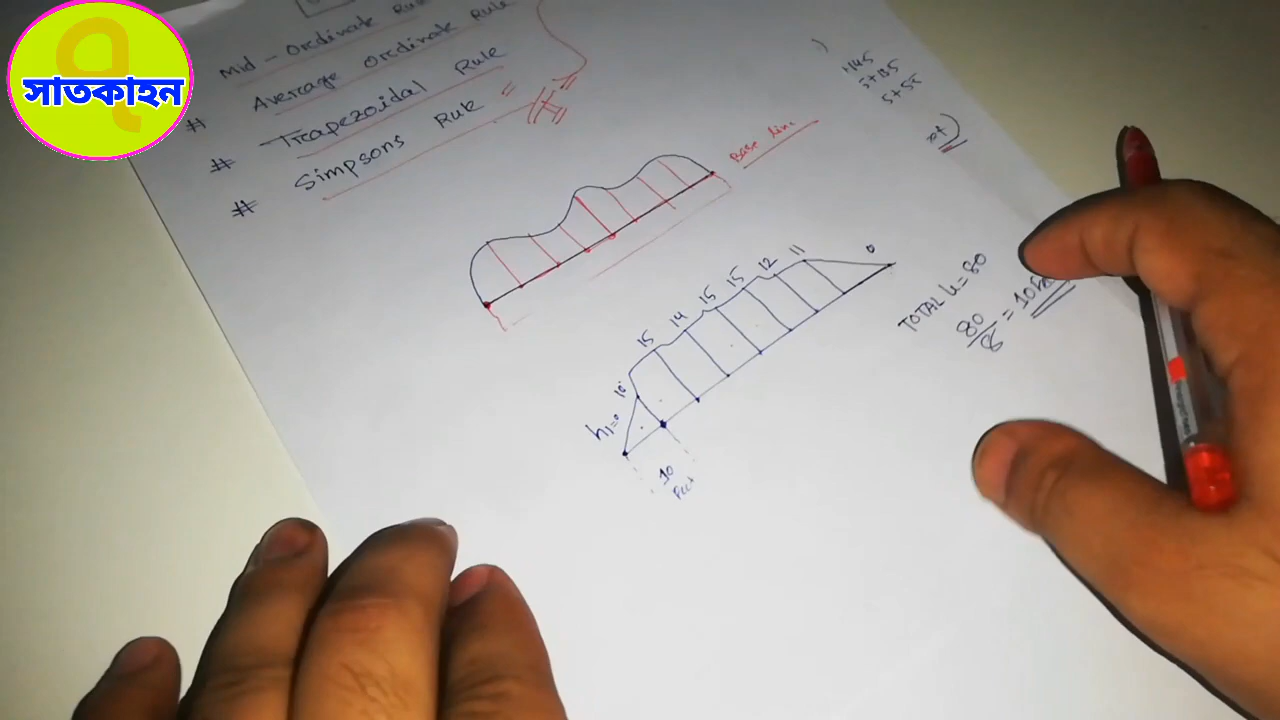 সাতকাহন
Mid - Ordinate Rule
# Average Ordinate Rule
# Trapezoidal Rule
# Simpsons Rule
Base line
h1=0 10 15 14 15 15 12 11 0
10
Feet
TOTAL L = 80
80/8 = 10